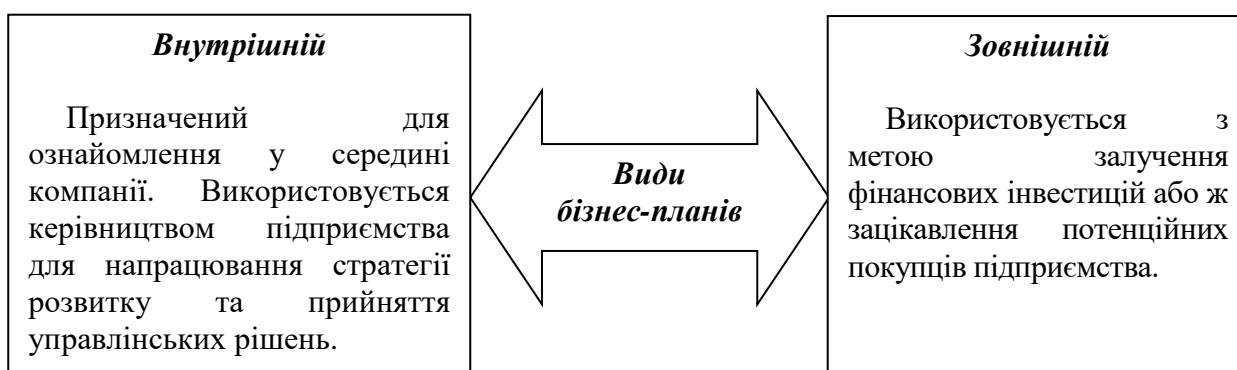 Внутрішній
Призначений для
ознайомлення у середині
компанії. Використовується
керівництвом підприємства
для напрацювання стратегії
розвитку та прийняття
управлінських рішень.
Види
бізнес-планів
Зовнішній
Використовується з
метою залучення
фінансових інвестицій або ж
зацікавлення потенційних
покупців підприємства.